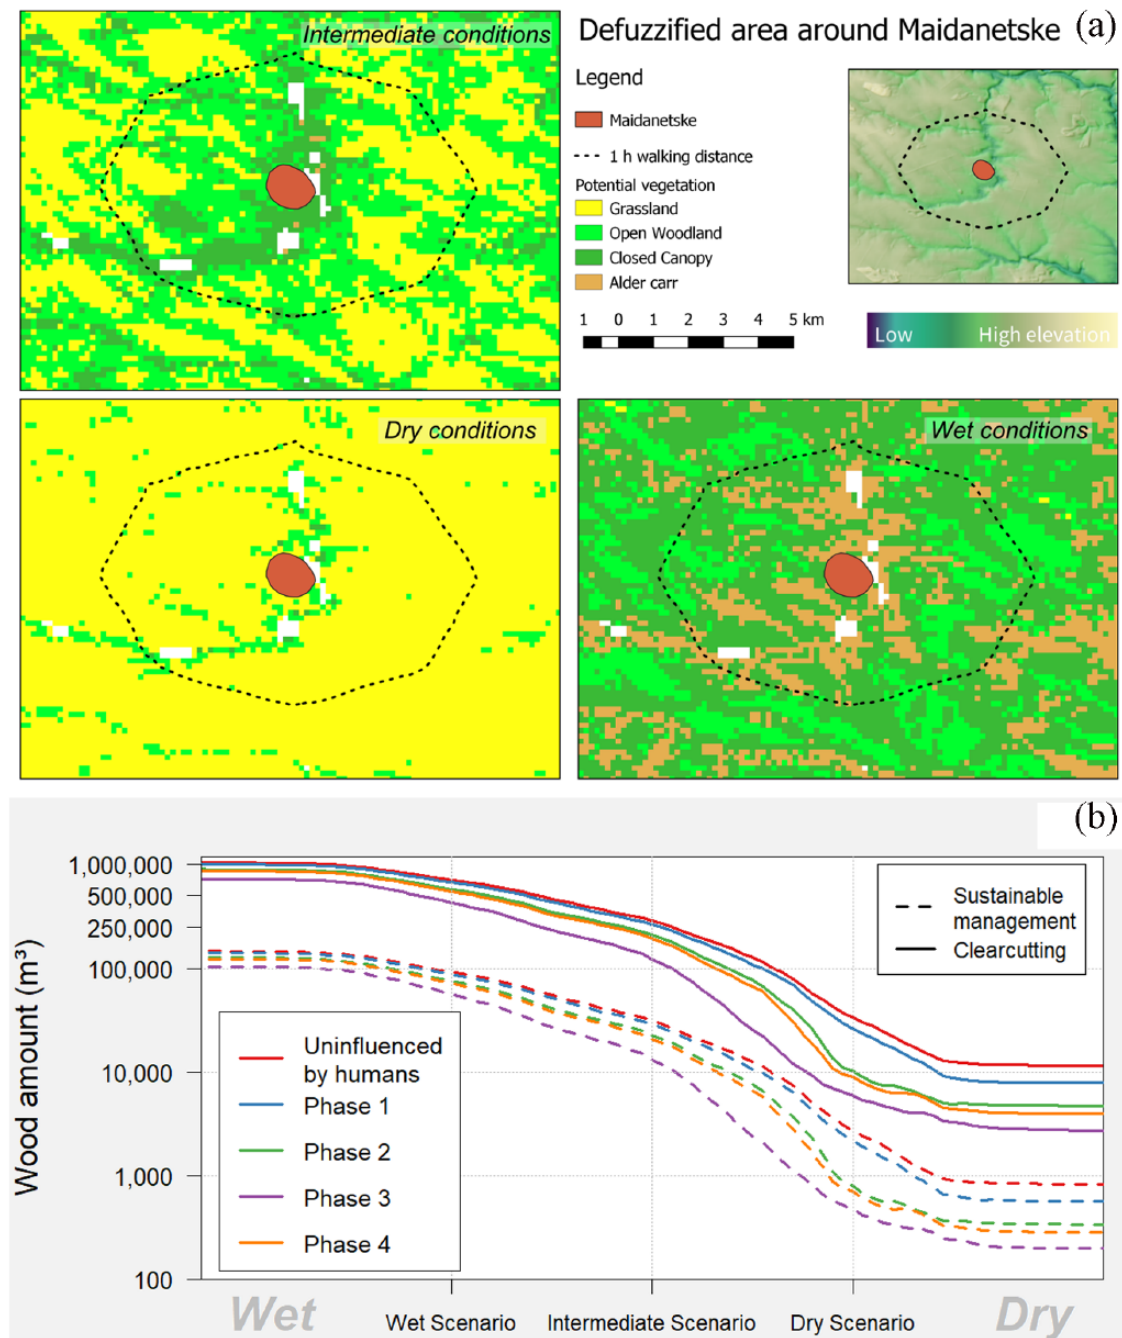 Intermediate conditions
Defuzzified area around Maidanetske (a)
Legend
Maidanetske
1 h walking distance
Potential vegetation
Grassland
Open Woodland
Closed Canopy
Alder carr
1 0 1 2 3 4 5 km
Low High elevation
Dry conditions
Wet conditions
(b)
Wood amount (m³)
1,000,000
500,000
250,000
100,000
10,000
1,000
100
Sustainable
management
Clearcutting
Uninfluenced
by humans
Phase 1
Phase 2
Phase 3
Phase 4
Wet
Wet Scenario
Intermediate Scenario
Dry Scenario
Dry